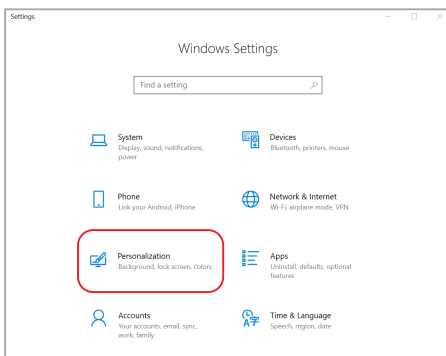 Settings
Windows Settings
Find a setting
System
Display, sound, notifications,
power
Devices
Bluetooth, printers, mouse
Phone
Link your Android, iPhone
Network & Internet
Wi-Fi, airplane mode, VPN
Personalization
Background, lock screen, colors
Apps
Uninstall, defaults, optional
features
Accounts
Your accounts, email, sync,
work, family
Time & Language
Speech, region, date